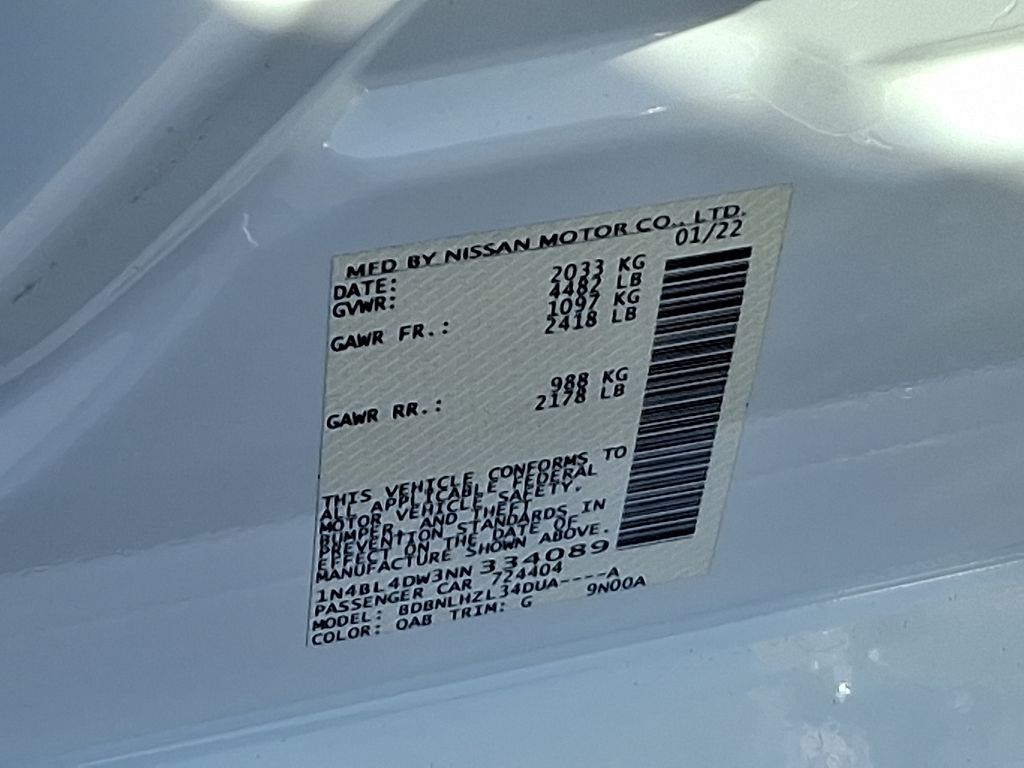 MFD BY NISSAN MOTOR CO., LTD.
DATE: 01/22
GVWR: 2033 KG
4482 LB
GAWR FR.: 1097 KG
2418 LB
GAWR RR.: 988 KG
2178 LB
THIS VEHICLE CONFORMS TO
ALL APPLICABLE FEDERAL
MOTOR VEHICLE SAFETY,
BUMPER, AND THEFT
PREVENTION STANDARDS IN
EFFECT ON THE DATE OF
MANUFACTURE SHOWN ABOVE.
1N4BL4DW3NN334089
PASSENGER CAR 724404
MODEL: BDBNLHZL34DUA----A
COLOR: QAB TRIM: G 9N00A